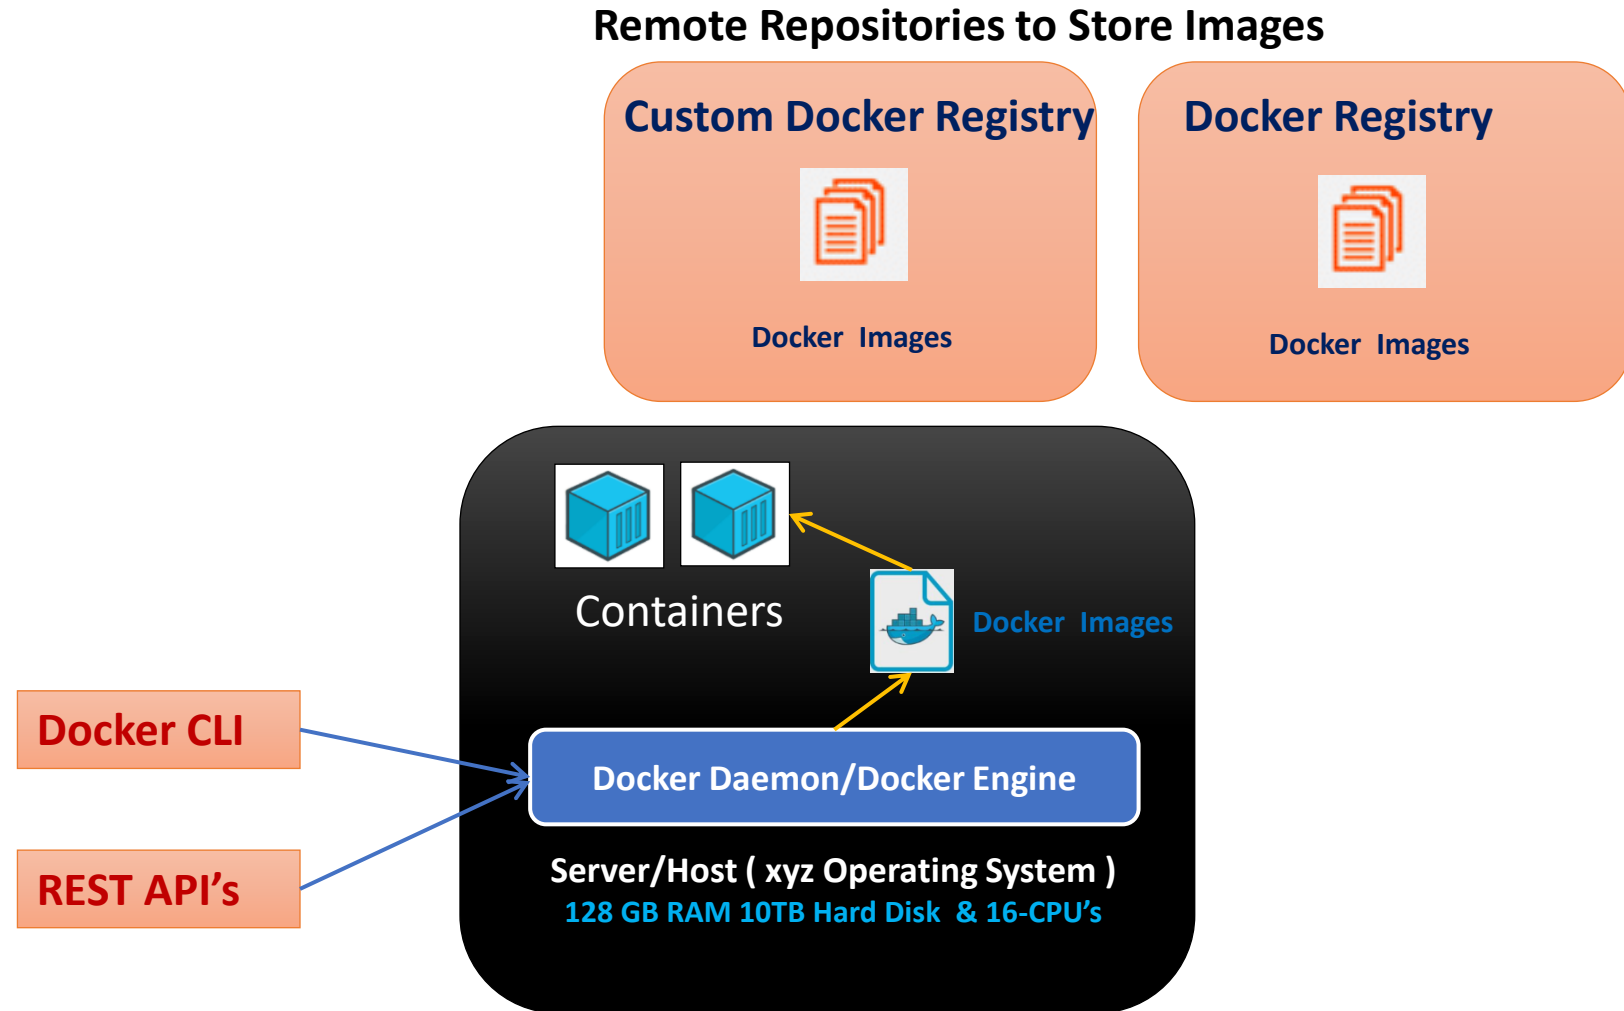 Remote Repositories to Store Images
Custom Docker Registry
Docker Images
Docker Registry
Docker Images
Containers
Docker Images
Docker CLI
REST API’s
Docker Daemon/Docker Engine
Server/Host ( xyz Operating System )
128 GB RAM 10TB Hard Disk & 16-CPU’s